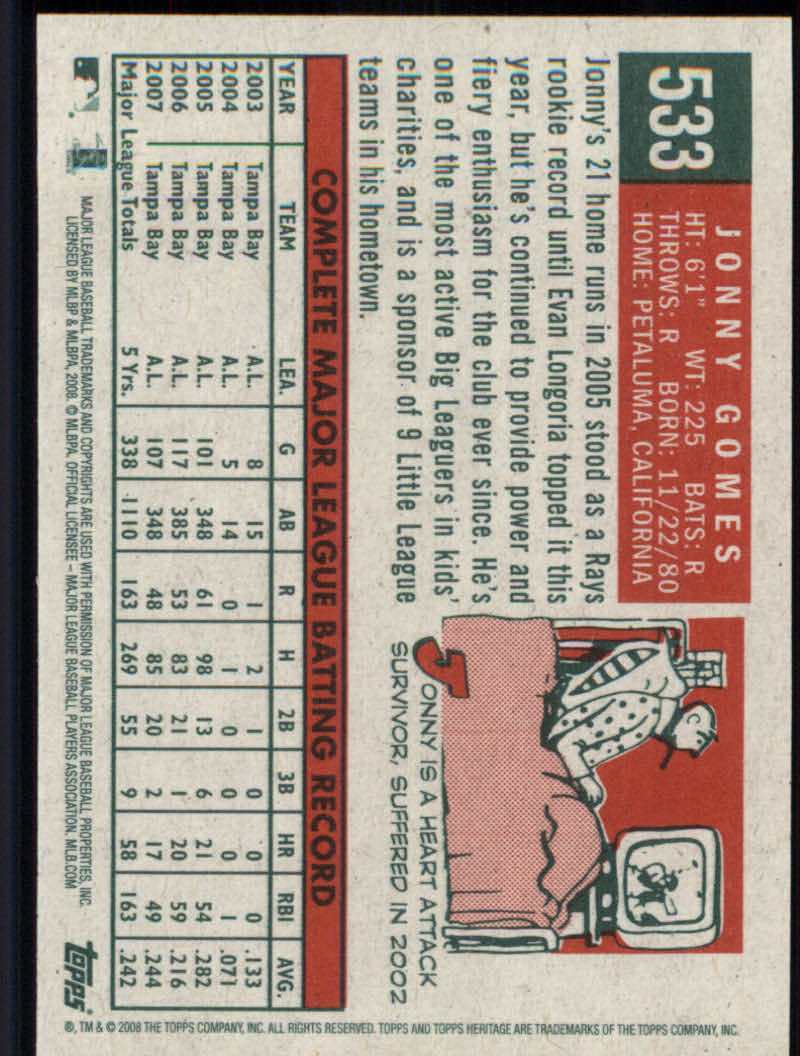 533
JONNY GOMES
HT: 6'1" WT: 225 BATS: R
THROWS: R BORN: 11/22/80
HOME: PETALUMA, CALIFORNIA
Jonny's 21 home runs in 2005 stood as a Rays
rookie record until Evan Longoria topped it this
year, but he's continued to provide power and
fiery enthusiasm for the club ever since. He's
one of the most active Big Leaguers in kids'
charities, and is a sponsor of 9 Little League
teams in his hometown.
JONNY IS A HEART ATTACK
SURVIVOR, SUFFERED IN 2002
COMPLETE MAJOR LEAGUE BATTING RECORD
YEAR TEAM LEA. G AB R H 2B 3B HR RBI AVG.
2003 Tampa Bay A.L. 8 15 1 2 1 0 0 0 .133
2004 Tampa Bay A.L. 5 14 0 1 0 0 0 1 .071
2005 Tampa Bay A.L. 101 348 61 98 13 6 21 54 .282
2006 Tampa Bay A.L. 117 385 53 83 21 1 20 59 .216
2007 Tampa Bay A.L. 107 348 48 85 20 2 17 49 .244
Major League Totals 5 Yrs. 338 1110 163 269 55 9 58 163 .242
MAJOR LEAGUE BASEBALL TRADEMARKS AND COPYRIGHTS ARE USED WITH PERMISSION OF MAJOR LEAGUE BASEBALL PROPERTIES, INC.
LICENSED BY MLBP & MLBPA, 2008. © MLBPA. OFFICIAL LICENSEE – MAJOR LEAGUE BASEBALL PLAYERS ASSOCIATION. MLB.COM
topps
®, TM & © 2008 THE TOPPS COMPANY, INC. ALL RIGHTS RESERVED. TOPPS AND TOPPS HERITAGE ARE TRADEMARKS OF THE TOPPS COMPANY, INC.